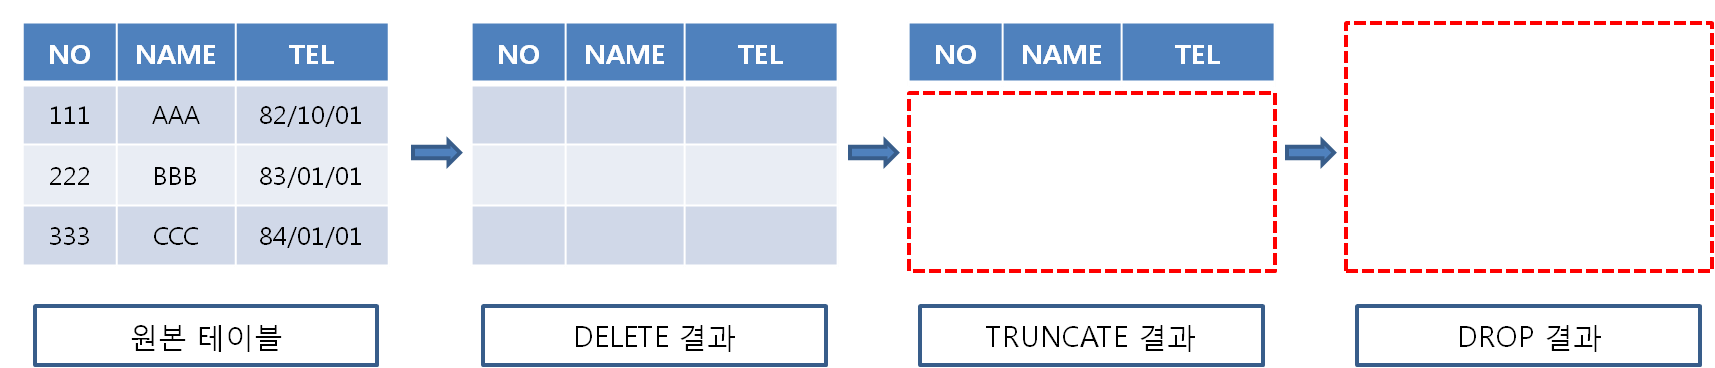 NO NAME TEL
111 AAA 82/10/01
222 BBB 83/01/01
333 CCC 84/01/01
원본 테이블
NO NAME TEL
DELETE 결과
NO NAME TEL
TRUNCATE 결과
DROP 결과